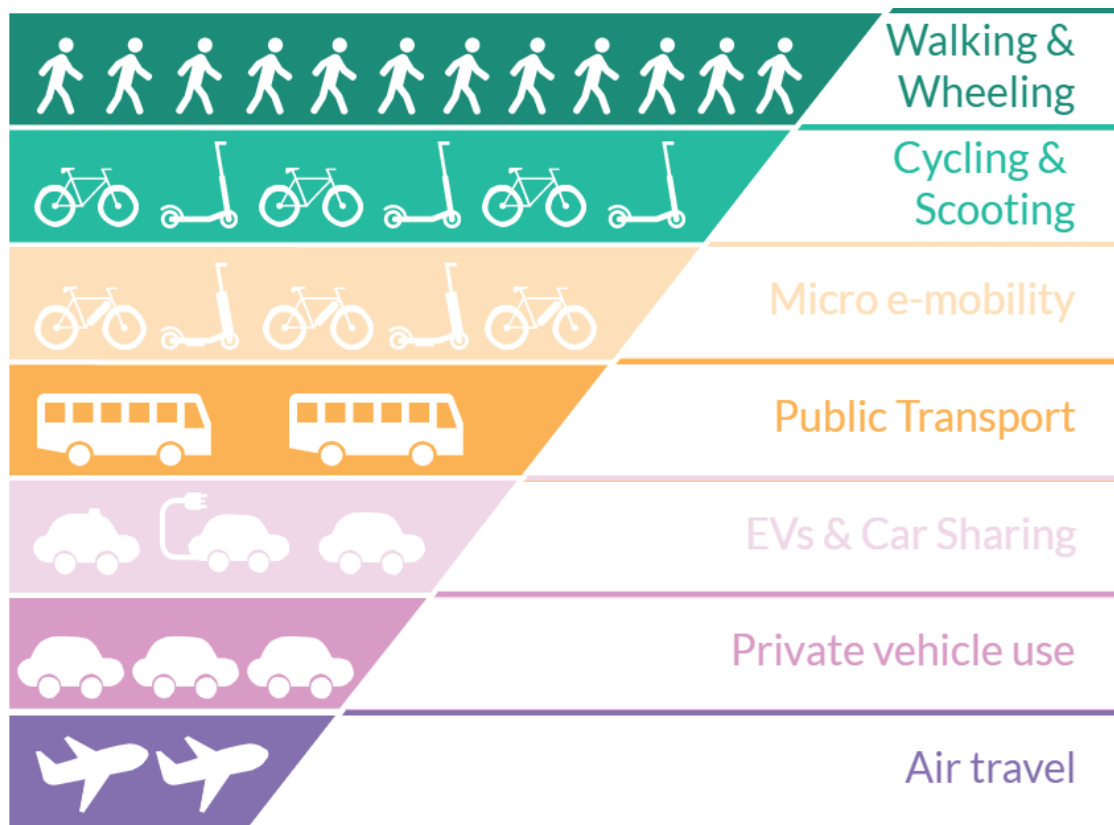 Walking &
Wheeling
Cycling &
Scooting
Micro e-mobility
Public Transport
EVs & Car Sharing
Private vehicle use
Air travel